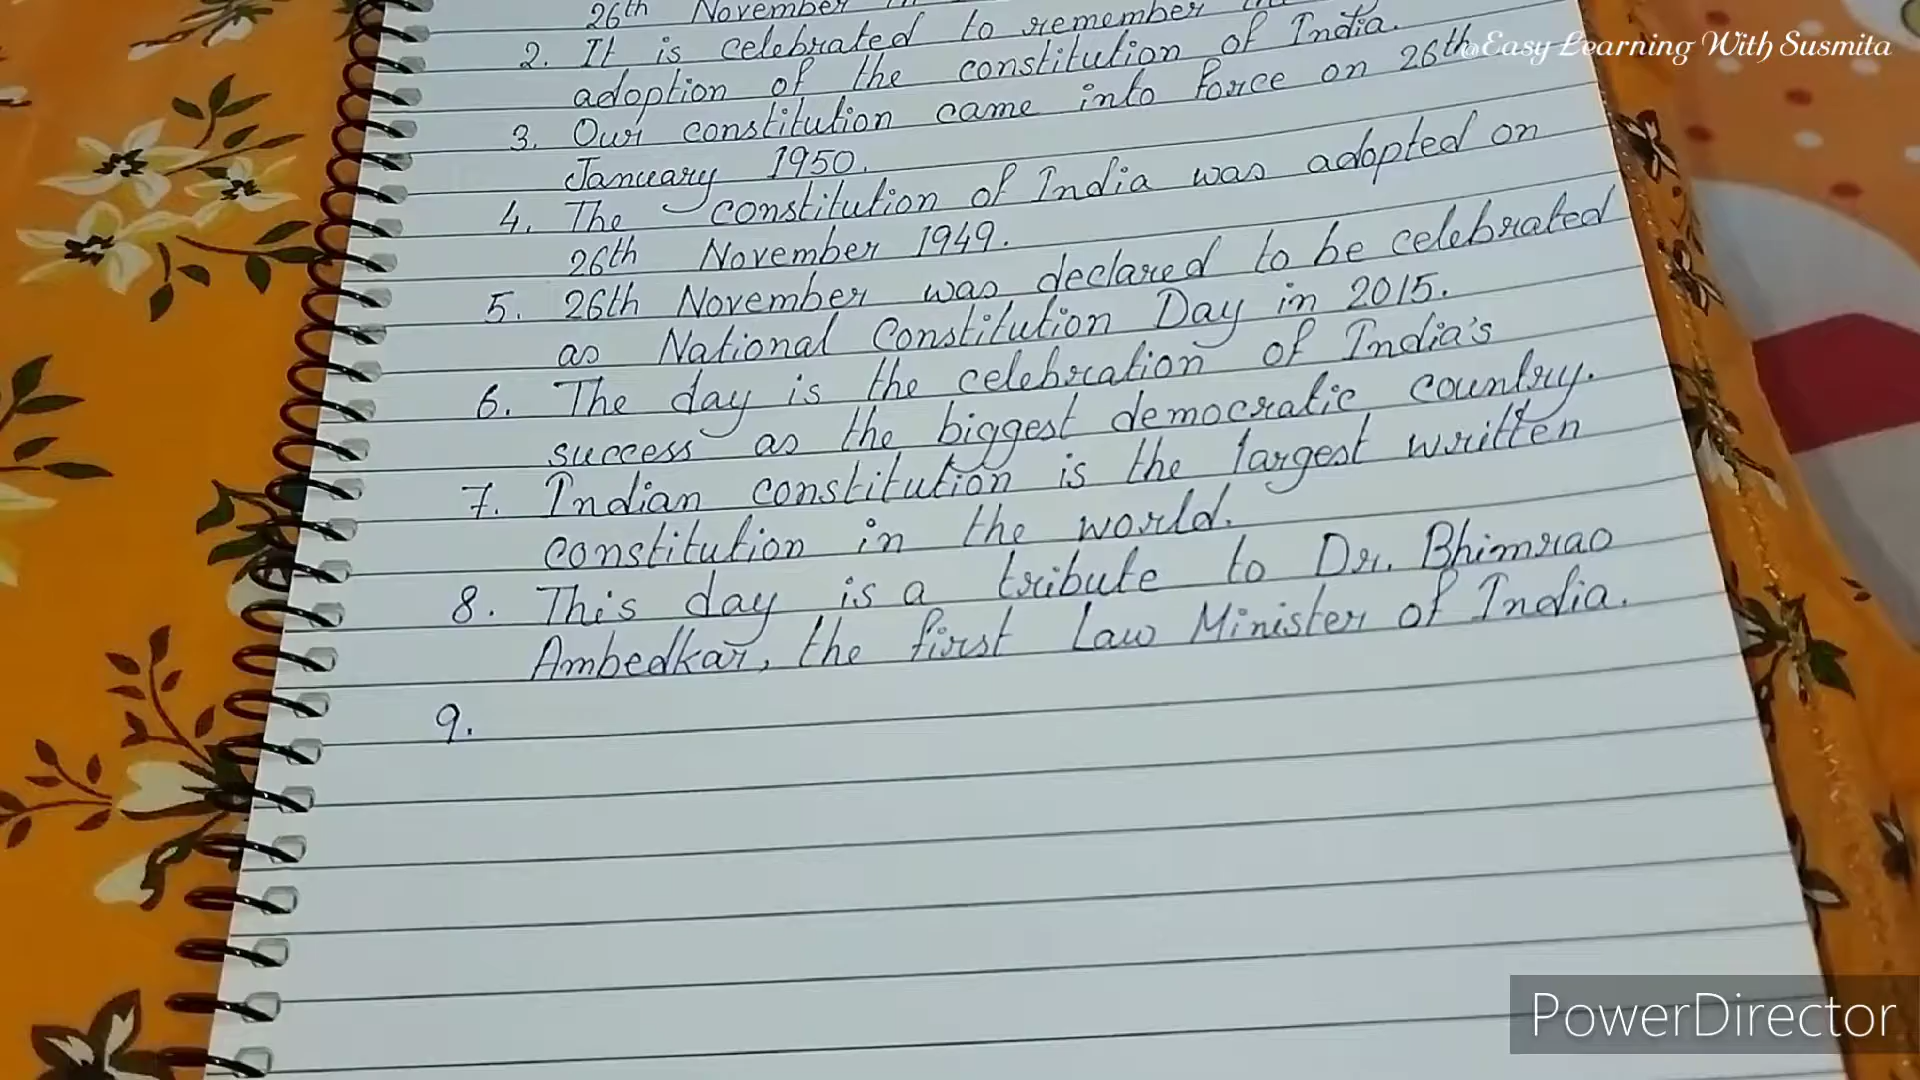 26th November
2. It is celebrated to remember the
adoption of the constitution of India.
3. Our constitution came into force on 26th
January 1950.
4. The constitution of India was adopted on
26th November 1949.
5. 26th November was declared to be celebrated
as National Constitution Day in 2015.
6. The day is the celebration of India's
success as the biggest democratic country.
7. Indian constitution is the largest written
constitution in the world.
8. This day is a tribute to Dr. Bhimrao
Ambedkar, the first Law Minister of India.
9.
@Easy Learning With Susmita
PowerDirector